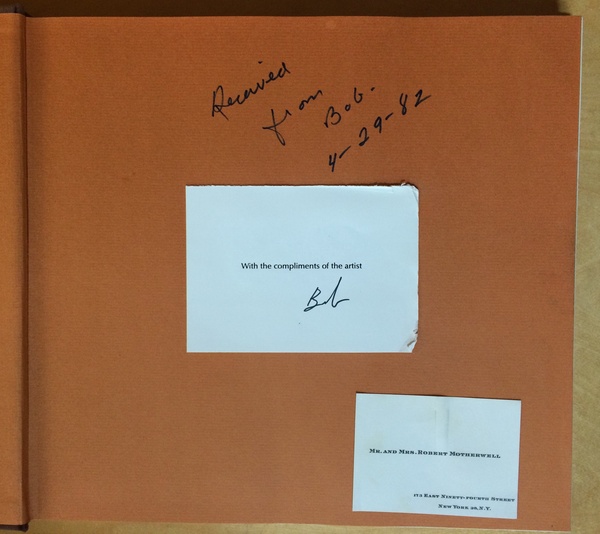 Received
from Bob.
4-29-82
With the compliments of the artist
Bob
MR. AND MRS. ROBERT MOTHERWELL
173 EAST NINETY-FOURTH STREET
NEW YORK 28, N.Y.